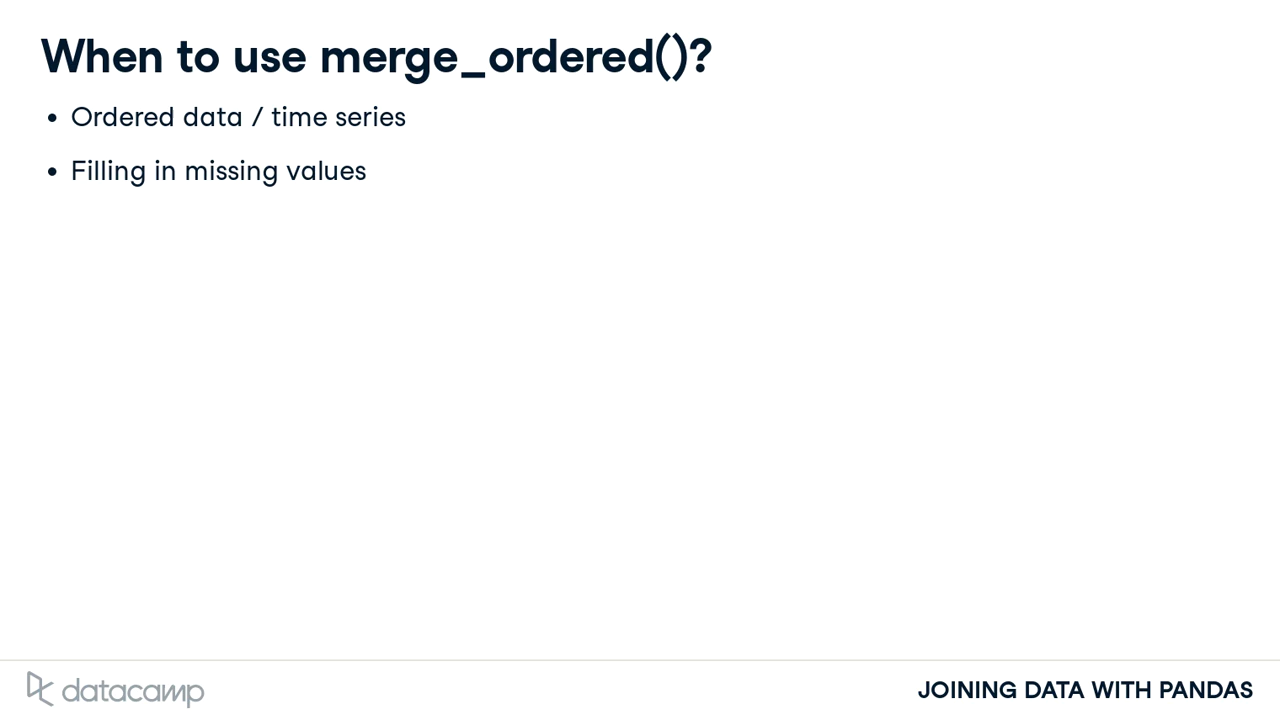 When to use merge_ordered()?
• Ordered data / time series
• Filling in missing values
datacamp
JOINING DATA WITH PANDAS